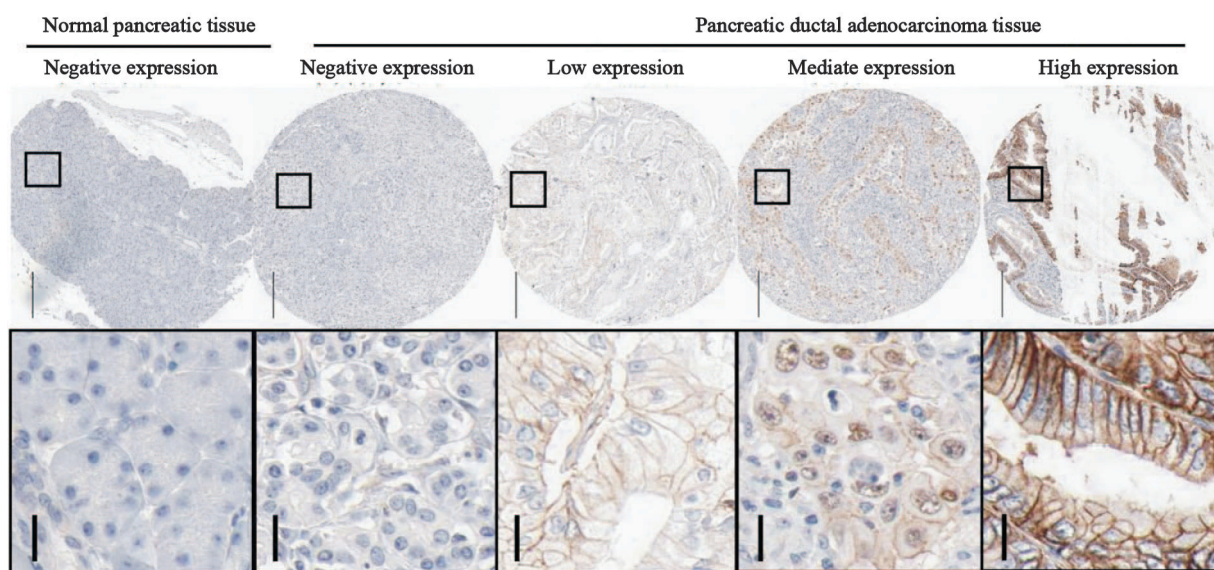 Normal pancreatic tissue Pancreatic ductal adenocarcinoma tissue
Negative expression Negative expression Low expression Mediate expression High expression